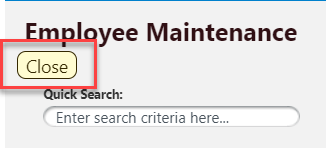 Employee Maintenance
Close
Quick Search:
Enter search criteria here...